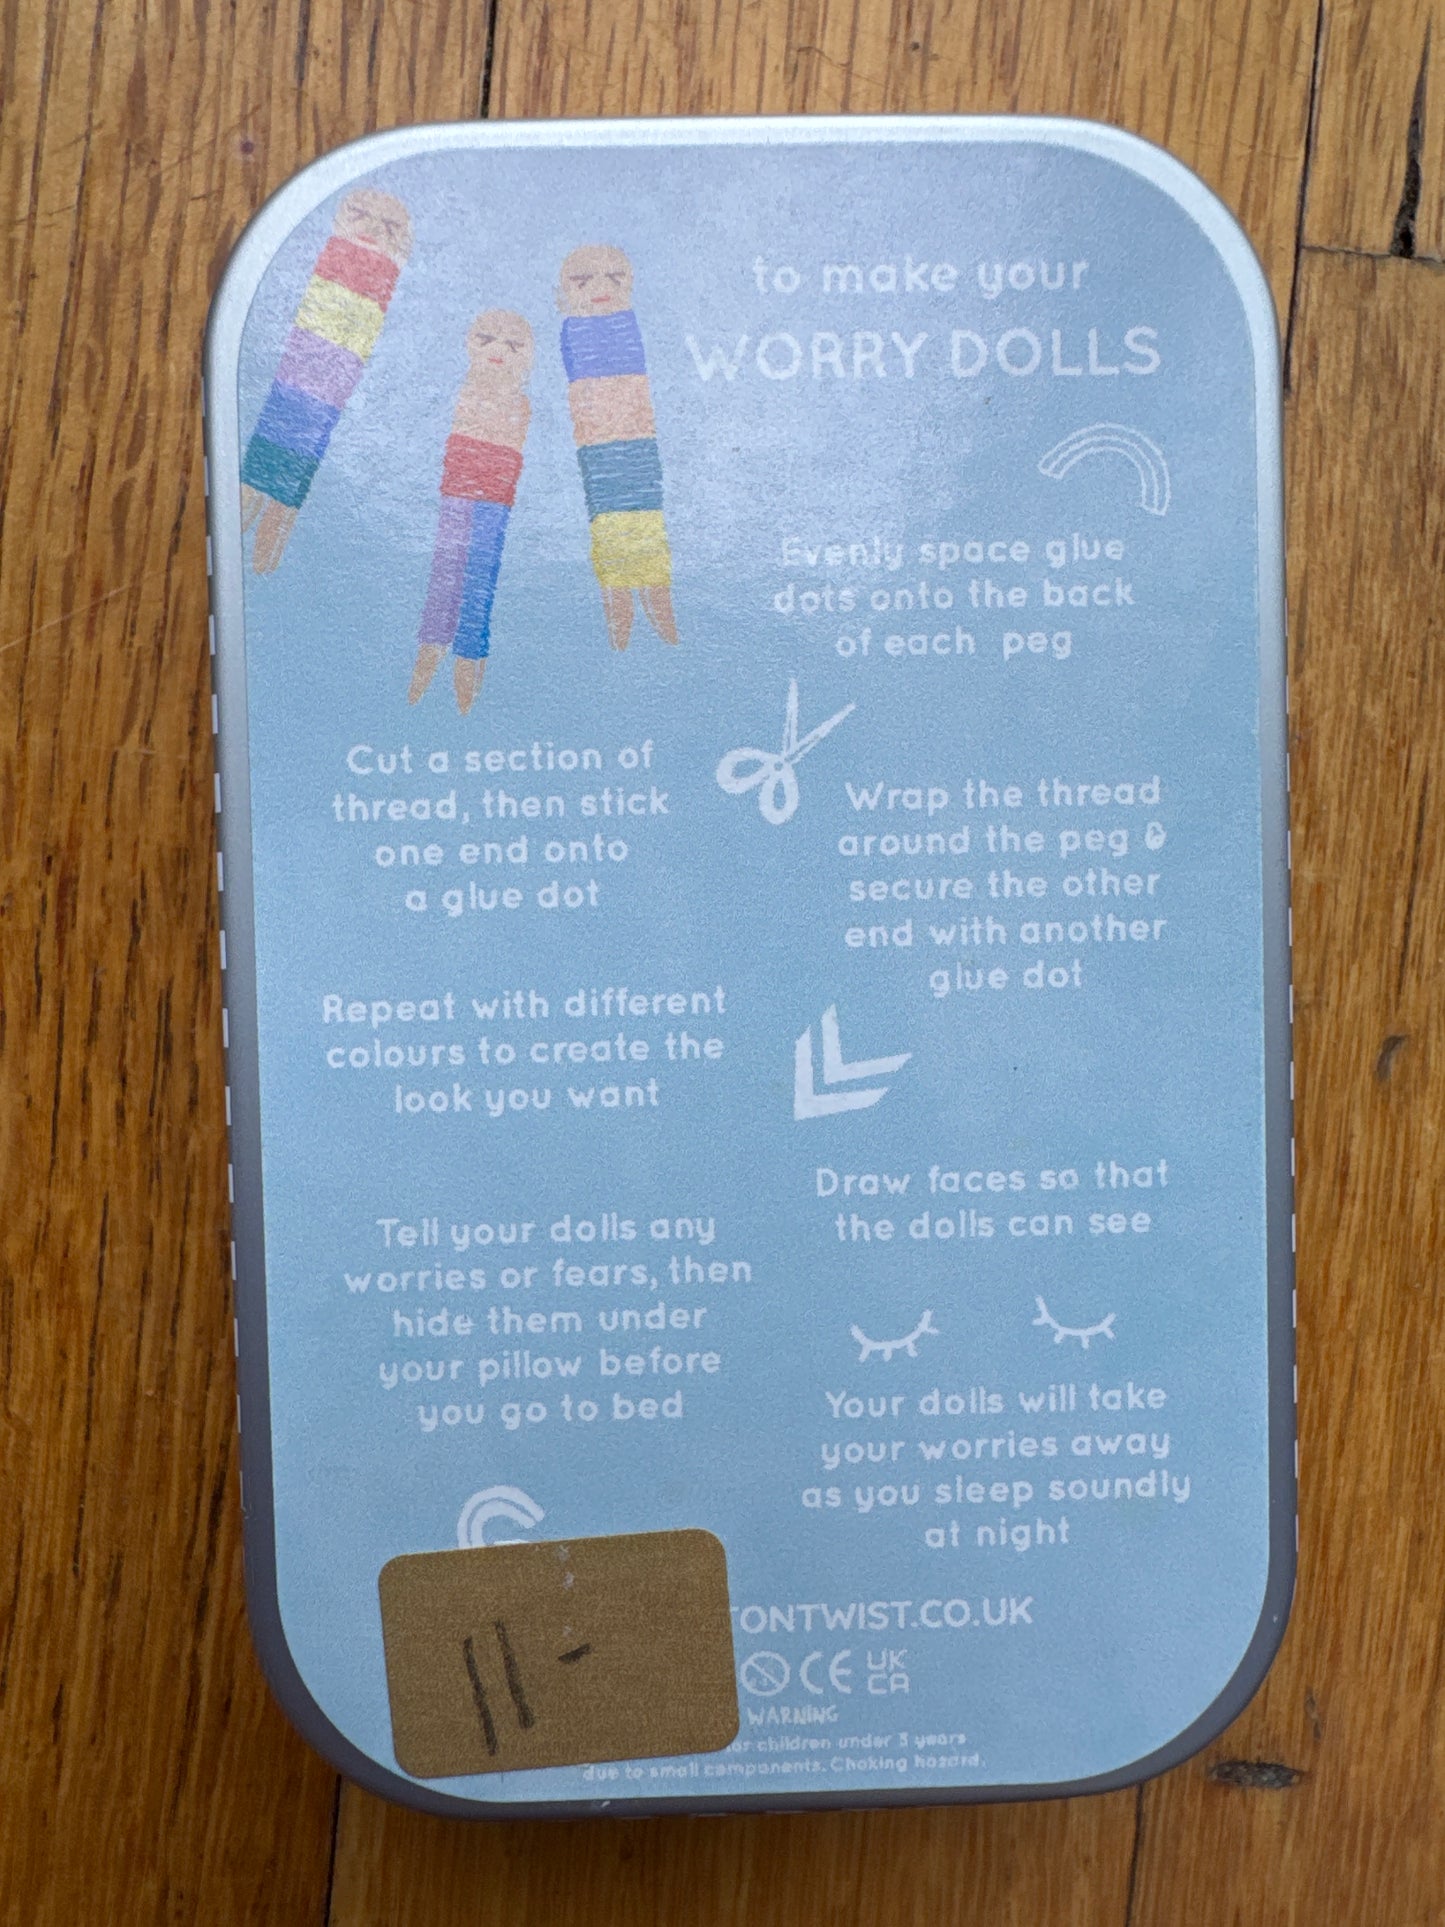 to make your
WORRY DOLLS
Evenly space glue
dots onto the back
of each peg
Cut a section of
thread, then stick
one end onto
a glue dot
Wrap the thread
around the peg &
secure the other
end with another
glue dot
Repeat with different
colours to create the
look you want
Draw faces so that
the dolls can see
Tell your dolls any
worries or fears, then
hide them under
your pillow before
you go to bed
Your dolls will take
your worries away
as you sleep soundly
at night
TONTWIST.CO.UK
CE UK
CA
WARNING
children under 3 years
due to small components. Choking hazard.
11-